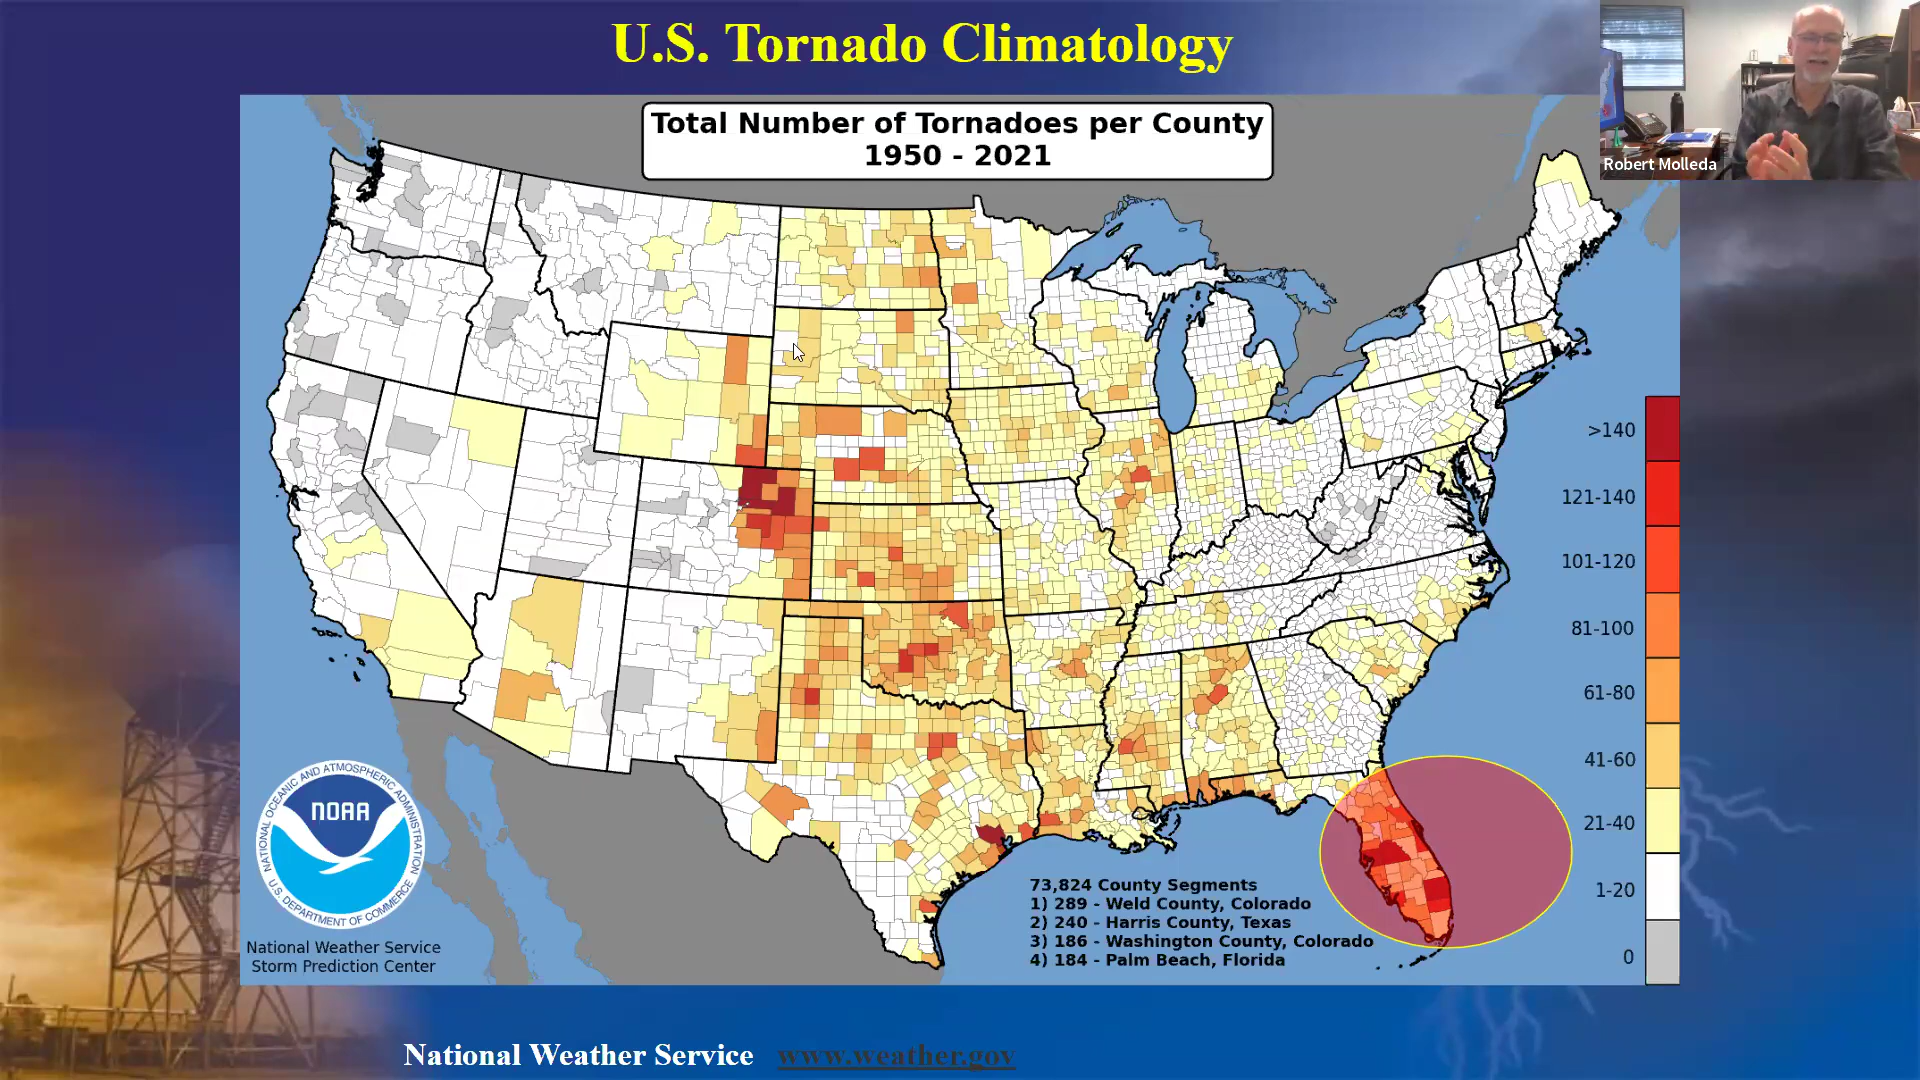 U.S. Tornado Climatology
Total Number of Tornadoes per County
1950 - 2021
Robert Molleda
>140
121-140
101-120
81-100
61-80
41-60
21-40
1-20
0
73,824 County Segments
1) 289 - Weld County, Colorado
2) 240 - Harris County, Texas
3) 186 - Washington County, Colorado
4) 184 - Palm Beach, Florida
NATIONAL OCEANIC AND ATMOSPHERIC ADMINISTRATION
NOAA
U.S. DEPARTMENT OF COMMERCE
National Weather Service
Storm Prediction Center
National Weather Service www.weather.gov